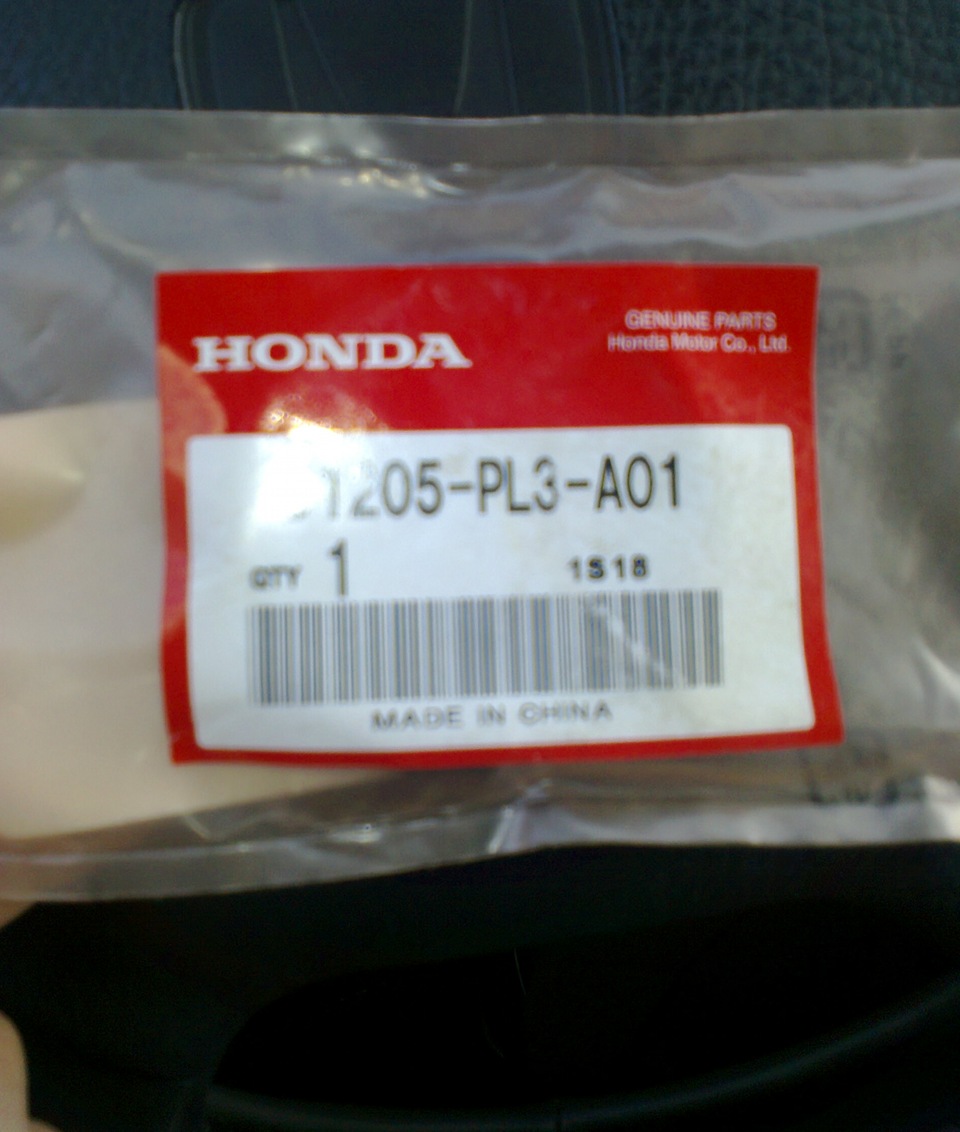 HONDA
GENUINE PARTS
Honda Motor Co., Ltd.
1205-PL3-A01
QTY 1
1S18
MADE IN CHINA